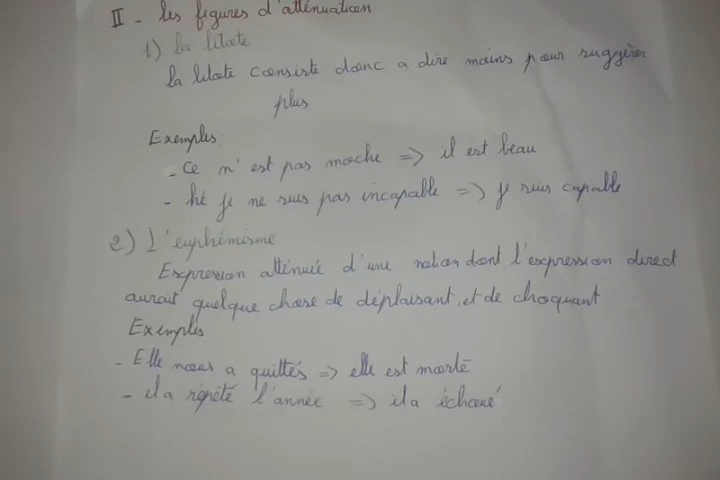 II - les figures d'atténuation
1) la litote
la litote consiste donc a dire moins pour suggérer
plus
Exemples
- ce n'est pas moche => il est beau
- hé je ne suis pas incapable => je suis capable
2) L'euphémisme
Expression atténuée d'une notion dont l'expression direct
aurait quelque chose de déplaisant, et de choquant
Exemples
- Elle nous a quittés => elle est morte
- il a répété l'année => il a échoué